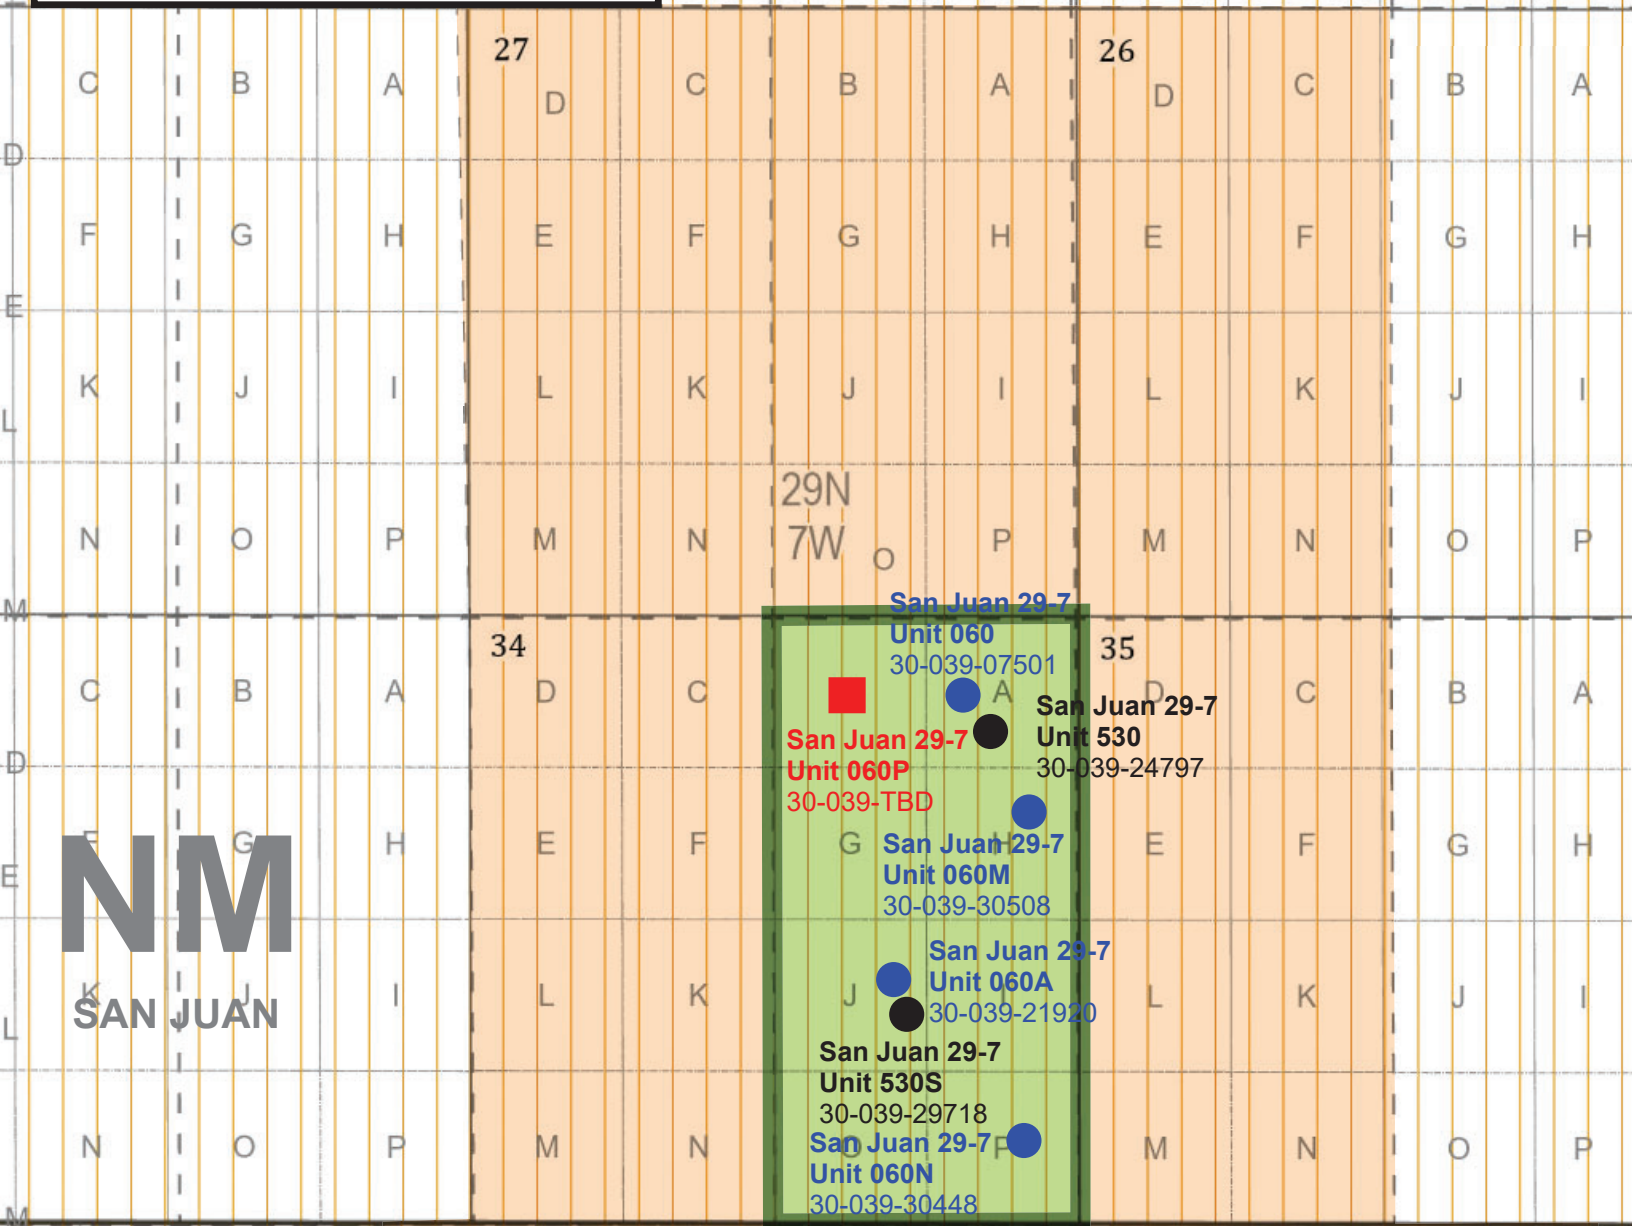 27
26
C B A D C B A D C B A
D
F G H E F G H E F G H
E
K J I L K J I L K J I
L
29N
7W
N O P M N O P M N O P
M
San Juan 29-7
Unit 060
30-039-07501
34
35
C B A D C A D C B A
San Juan 29-7
Unit 530
30-039-24797
San Juan 29-7
Unit 060P
30-039-TBD
D
F G H E F G H E F G H
San Juan 29-7
Unit 060M
30-039-30508
E
NM
SAN JUAN
San Juan 29-7
Unit 060A
30-039-21920
K J I L K J I L K J I
L
San Juan 29-7
Unit 530S
30-039-29718
N O P M N O P M N O P
San Juan 29-7
Unit 060N
30-039-30448
M